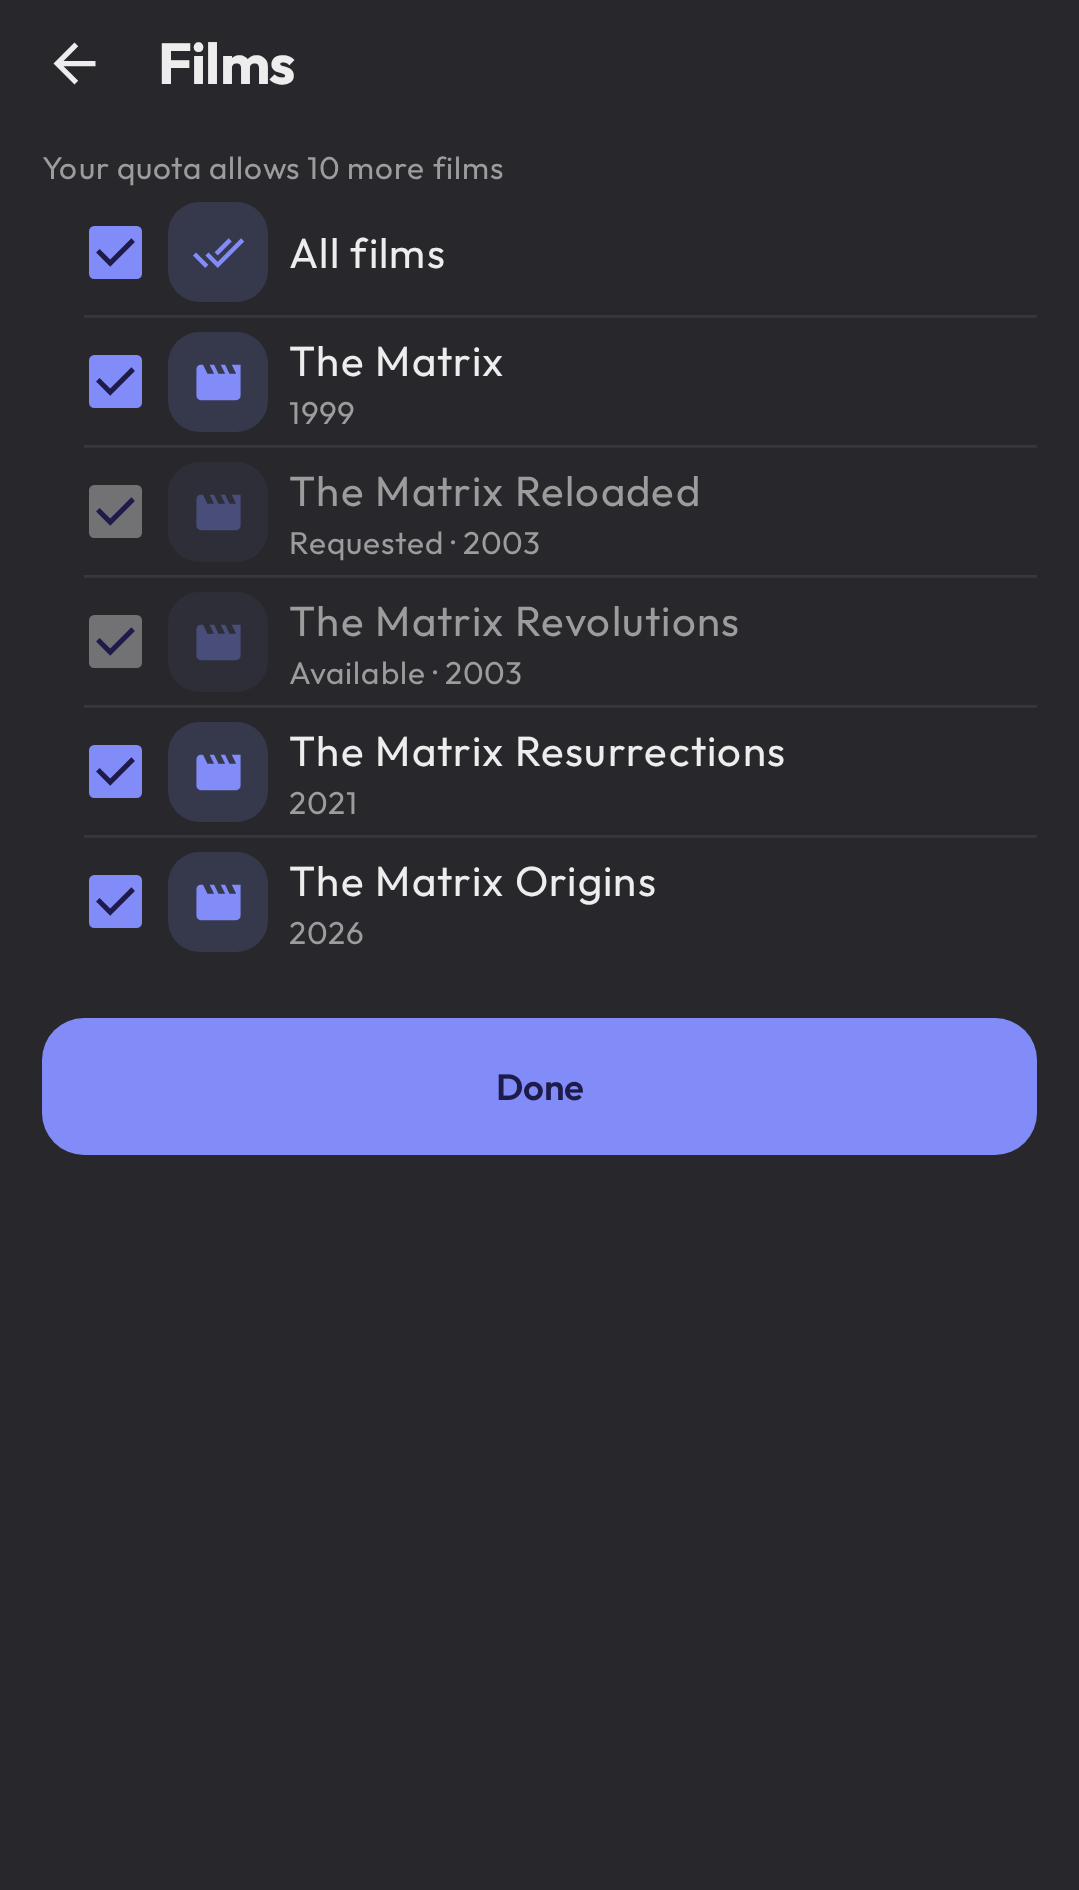 Films
Your quota allows 10 more films
All films
The Matrix
1999
The Matrix Reloaded
Requested · 2003
The Matrix Revolutions
Available · 2003
The Matrix Resurrections
2021
The Matrix Origins
2026
Done